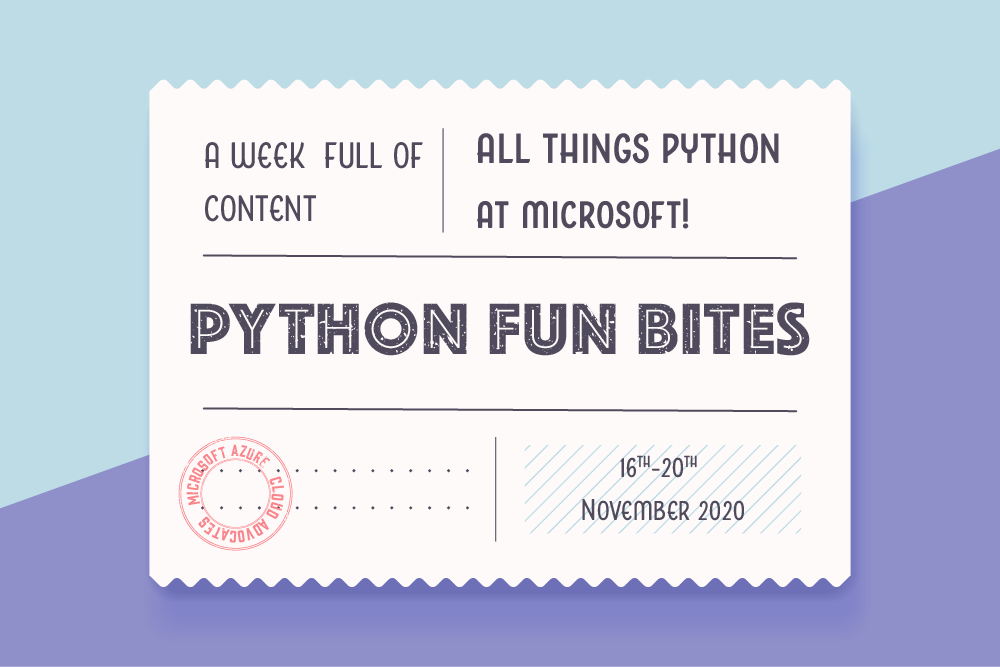 A WEEK FULL OF
CONTENT
ALL THINGS PYTHON
AT MICROSOFT!
PYTHON FUN BITES
MICROSOFT AZURE CLOUD ADVOCATES
16TH-20TH
NOVEMBER 2020